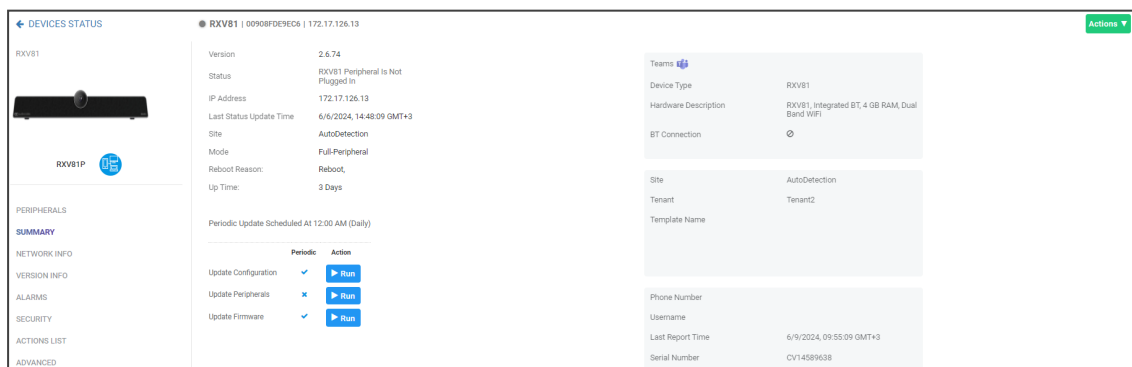 DEVICES STATUS
RXV81 | 00908FDE9EC6 | 172.17.126.13
Actions
RXV81
RXV81P
PERIPHERALS
SUMMARY
NETWORK INFO
VERSION INFO
ALARMS
SECURITY
ACTIONS LIST
ADVANCED
Version 2.6.74
Status RXV81 Peripheral Is Not
Plugged In
IP Address 172.17.126.13
Last Status Update Time 6/6/2024, 14:48:09 GMT+3
Site AutoDetection
Mode Full-Peripheral
Reboot Reason: Reboot,
Up Time: 3 Days
Periodic Update Scheduled At 12:00 AM (Daily)
Periodic Action
Update Configuration Run
Update Peripherals Run
Update Firmware Run
Teams
Device Type RXV81
Hardware Description RXV81, Integrated BT, 4 GB RAM, Dual
Band WiFi
BT Connection
Site AutoDetection
Tenant Tenant2
Template Name
Phone Number
Username
Last Report Time 6/9/2024, 09:55:09 GMT+3
Serial Number CV14589638